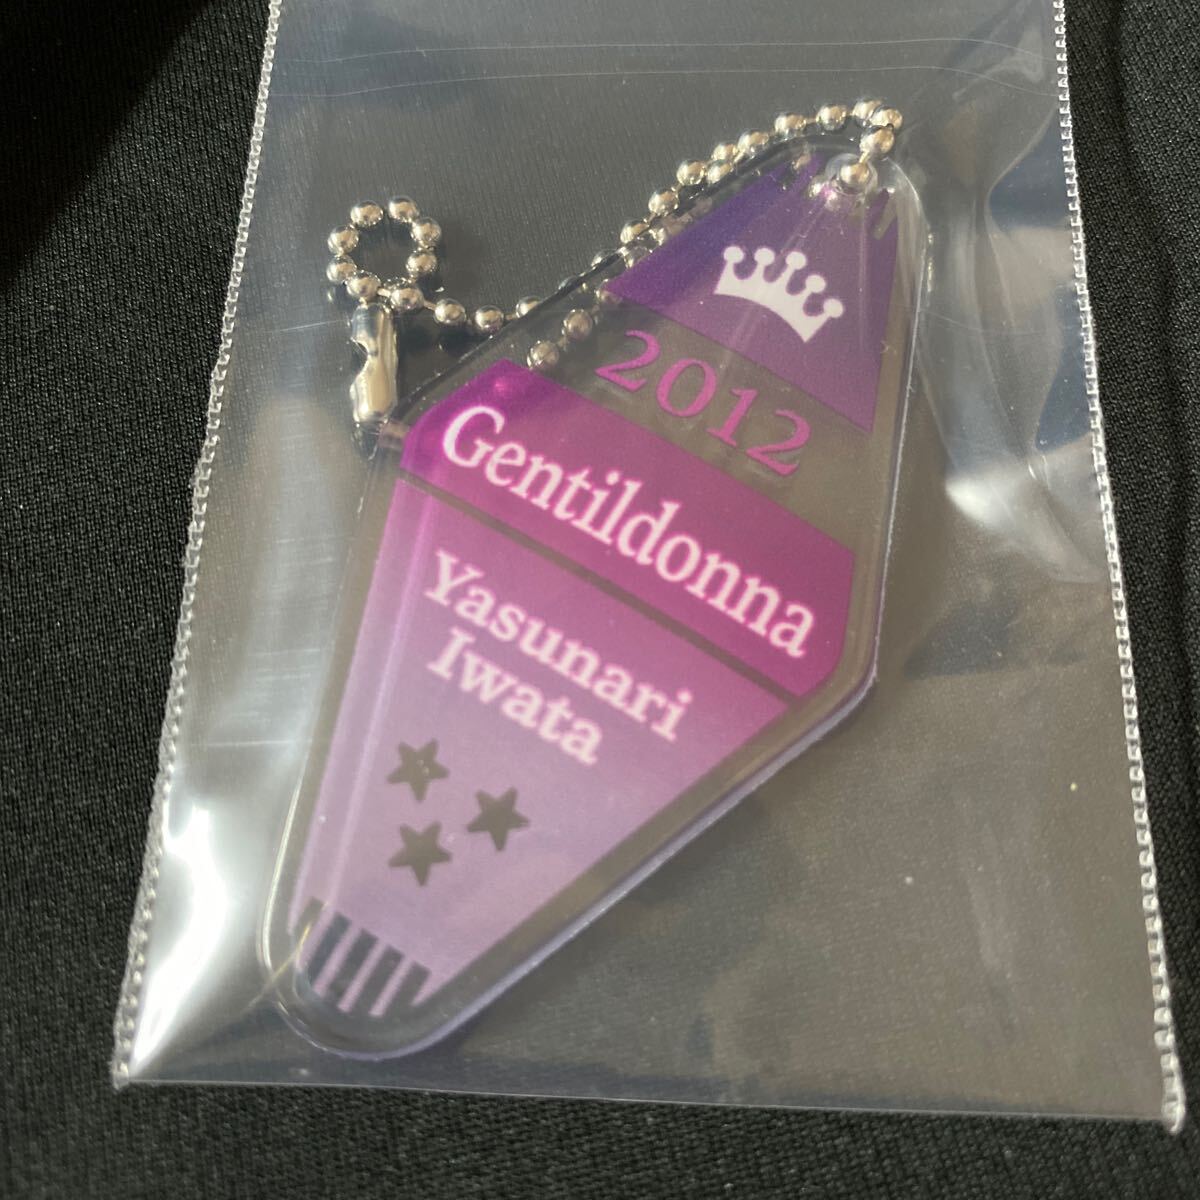 2012
Gentildonna
Yasunari
Iwata